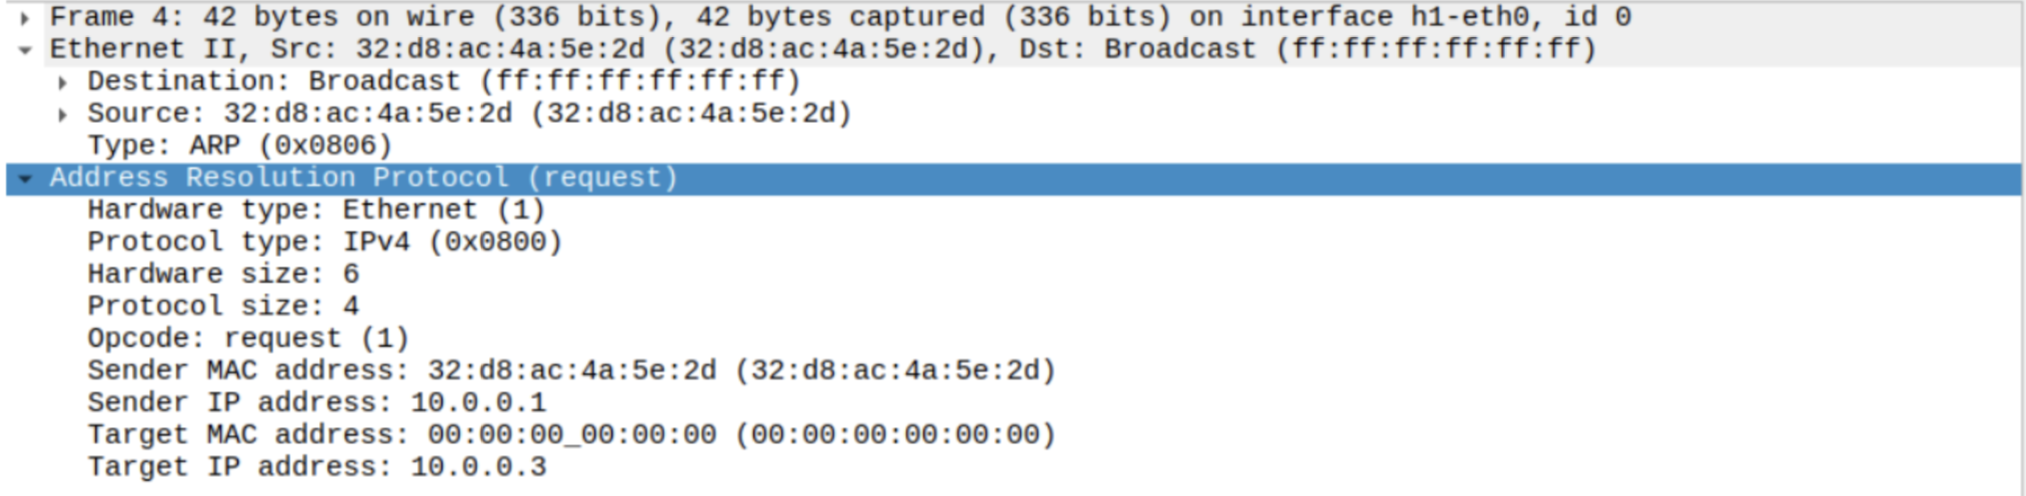 Frame 4: 42 bytes on wire (336 bits), 42 bytes captured (336 bits) on interface h1-eth0, id 0
Ethernet II, Src: 32:d8:ac:4a:5e:2d (32:d8:ac:4a:5e:2d), Dst: Broadcast (ff:ff:ff:ff:ff:ff)
Destination: Broadcast (ff:ff:ff:ff:ff:ff)
Source: 32:d8:ac:4a:5e:2d (32:d8:ac:4a:5e:2d)
Type: ARP (0x0806)
Address Resolution Protocol (request)
Hardware type: Ethernet (1)
Protocol type: IPv4 (0x0800)
Hardware size: 6
Protocol size: 4
Opcode: request (1)
Sender MAC address: 32:d8:ac:4a:5e:2d (32:d8:ac:4a:5e:2d)
Sender IP address: 10.0.0.1
Target MAC address: 00:00:00_00:00:00 (00:00:00:00:00:00)
Target IP address: 10.0.0.3